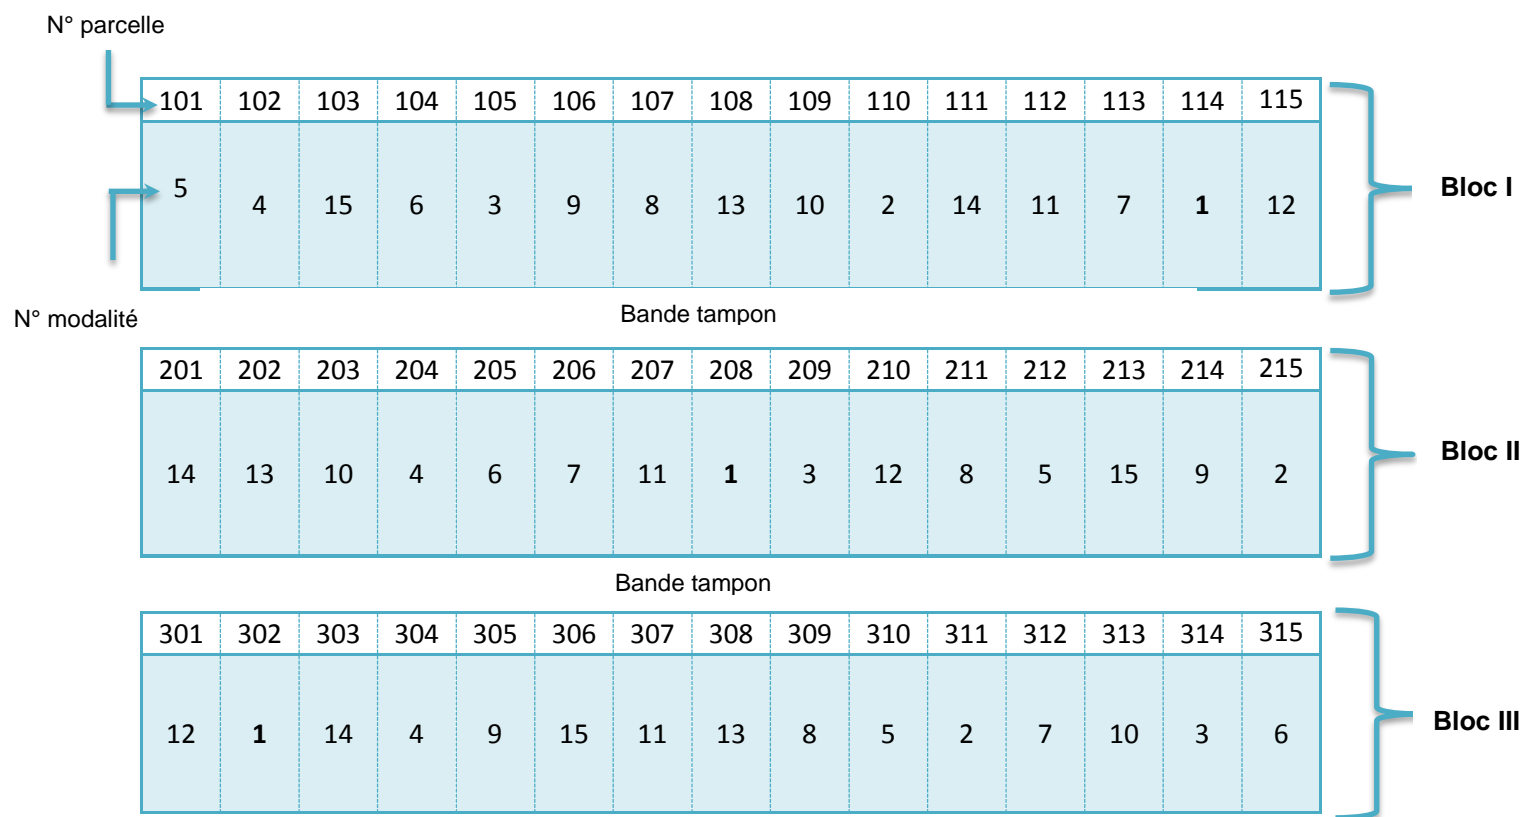 N° parcelle
101 102 103 104 105 106 107 108 109 110 111 112 113 114 115
5 4 15 6 3 9 8 13 10 2 14 11 7 1 12
Bloc I
N° modalité
Bande tampon
201 202 203 204 205 206 207 208 209 210 211 212 213 214 215
14 13 10 4 6 7 11 1 3 12 8 5 15 9 2
Bloc II
Bande tampon
301 302 303 304 305 306 307 308 309 310 311 312 313 314 315
12 1 14 4 9 15 11 13 8 5 2 7 10 3 6
Bloc III